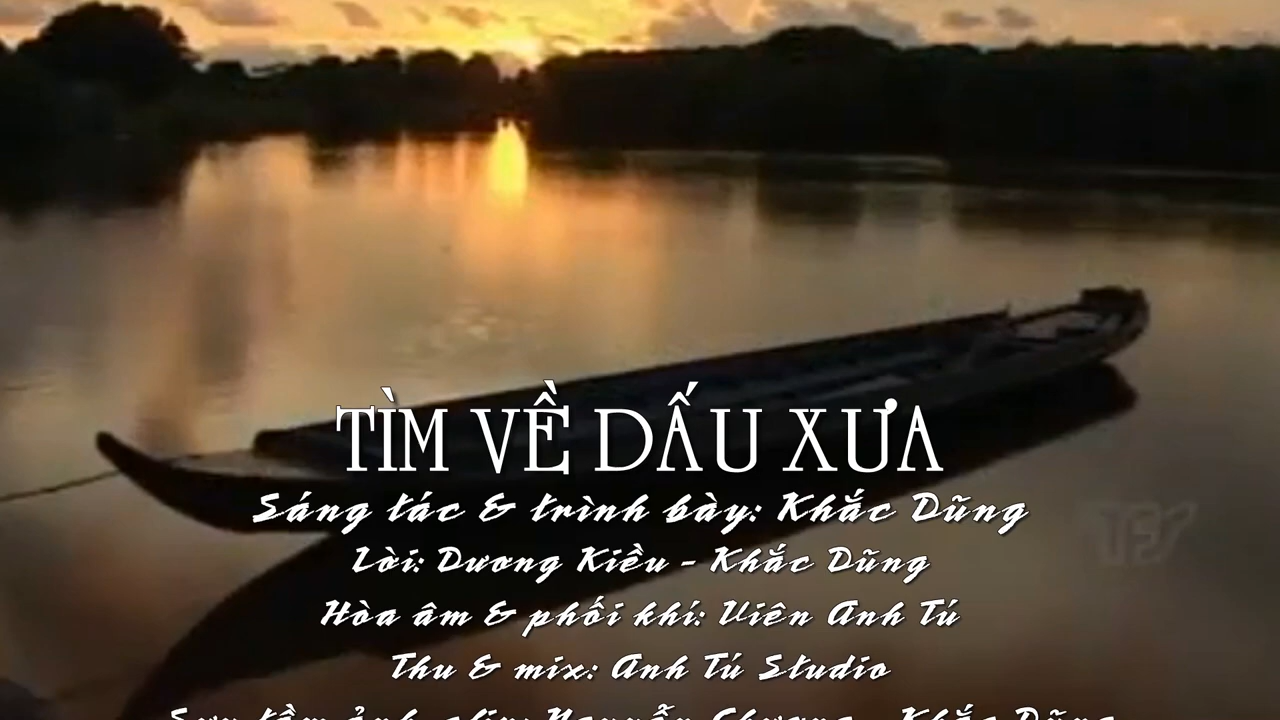 TÌM VỀ DẤU XƯA
Sáng tác & trình bày: Khắc Dũng
Lời: Dương Kiều - Khắc Dũng
Hòa âm & phối khí: Viên Anh Tú
Thu & mix: Anh Tú Studio